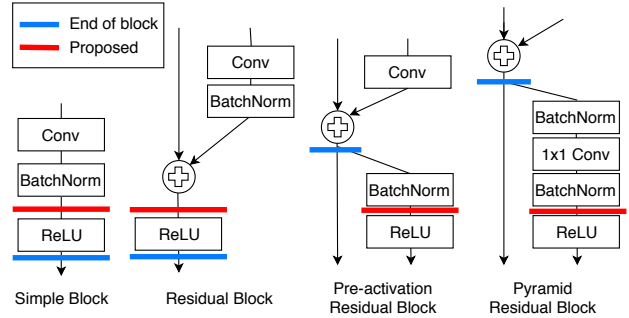 End of block
Proposed
Conv
BatchNorm
ReLU
Simple Block
Conv
BatchNorm
ReLU
Residual Block
Conv
BatchNorm
ReLU
Pre-activation
Residual Block
BatchNorm
1x1 Conv
BatchNorm
ReLU
Pyramid
Residual Block